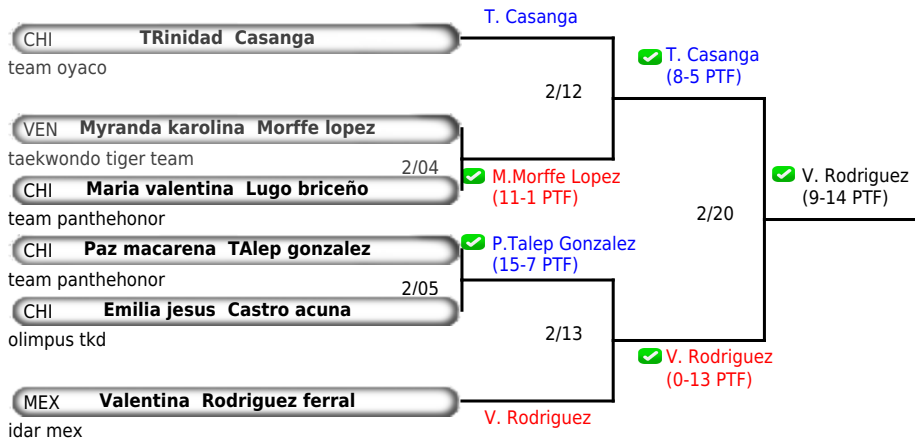 T. Casanga
CHI TRinidad Casanga
team oyaco
T. Casanga
(8-5 PTF)
2/12
VEN Myranda karolina Morffe lopez
taekwondo tiger team
2/04
M.Morffe Lopez
(11-1 PTF)
CHI Maria valentina Lugo briceño
team panthehonor
V. Rodriguez
(9-14 PTF)
2/20
CHI Paz macarena TAlep gonzalez
team panthehonor
P.Talep Gonzalez
(15-7 PTF)
2/05
CHI Emilia jesus Castro acuna
olimpus tkd
2/13
V. Rodriguez
(0-13 PTF)
MEX Valentina Rodriguez ferral
idar mex
V. Rodriguez